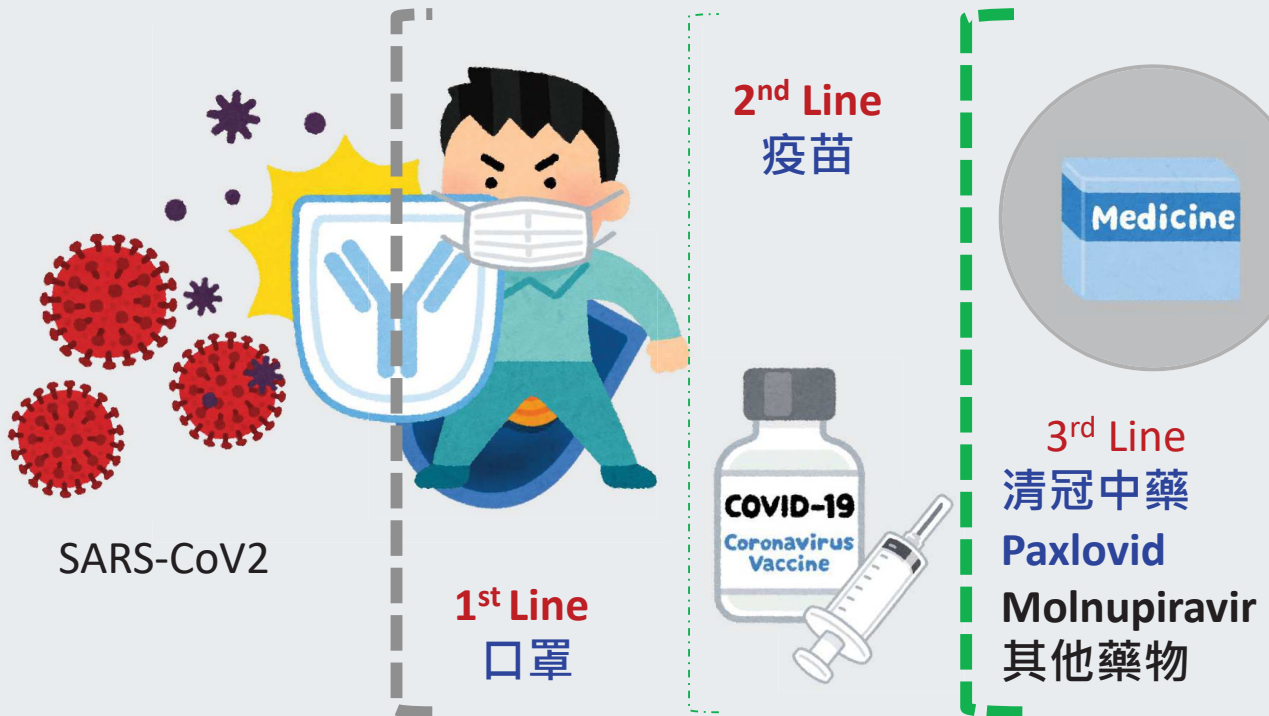 SARS-CoV2
1st Line
口罩
2nd Line
疫苗
COVID-19
Coronavirus
Vaccine
Medicine
3rd Line
清冠中藥
Paxlovid
Molnupiravir
其他藥物